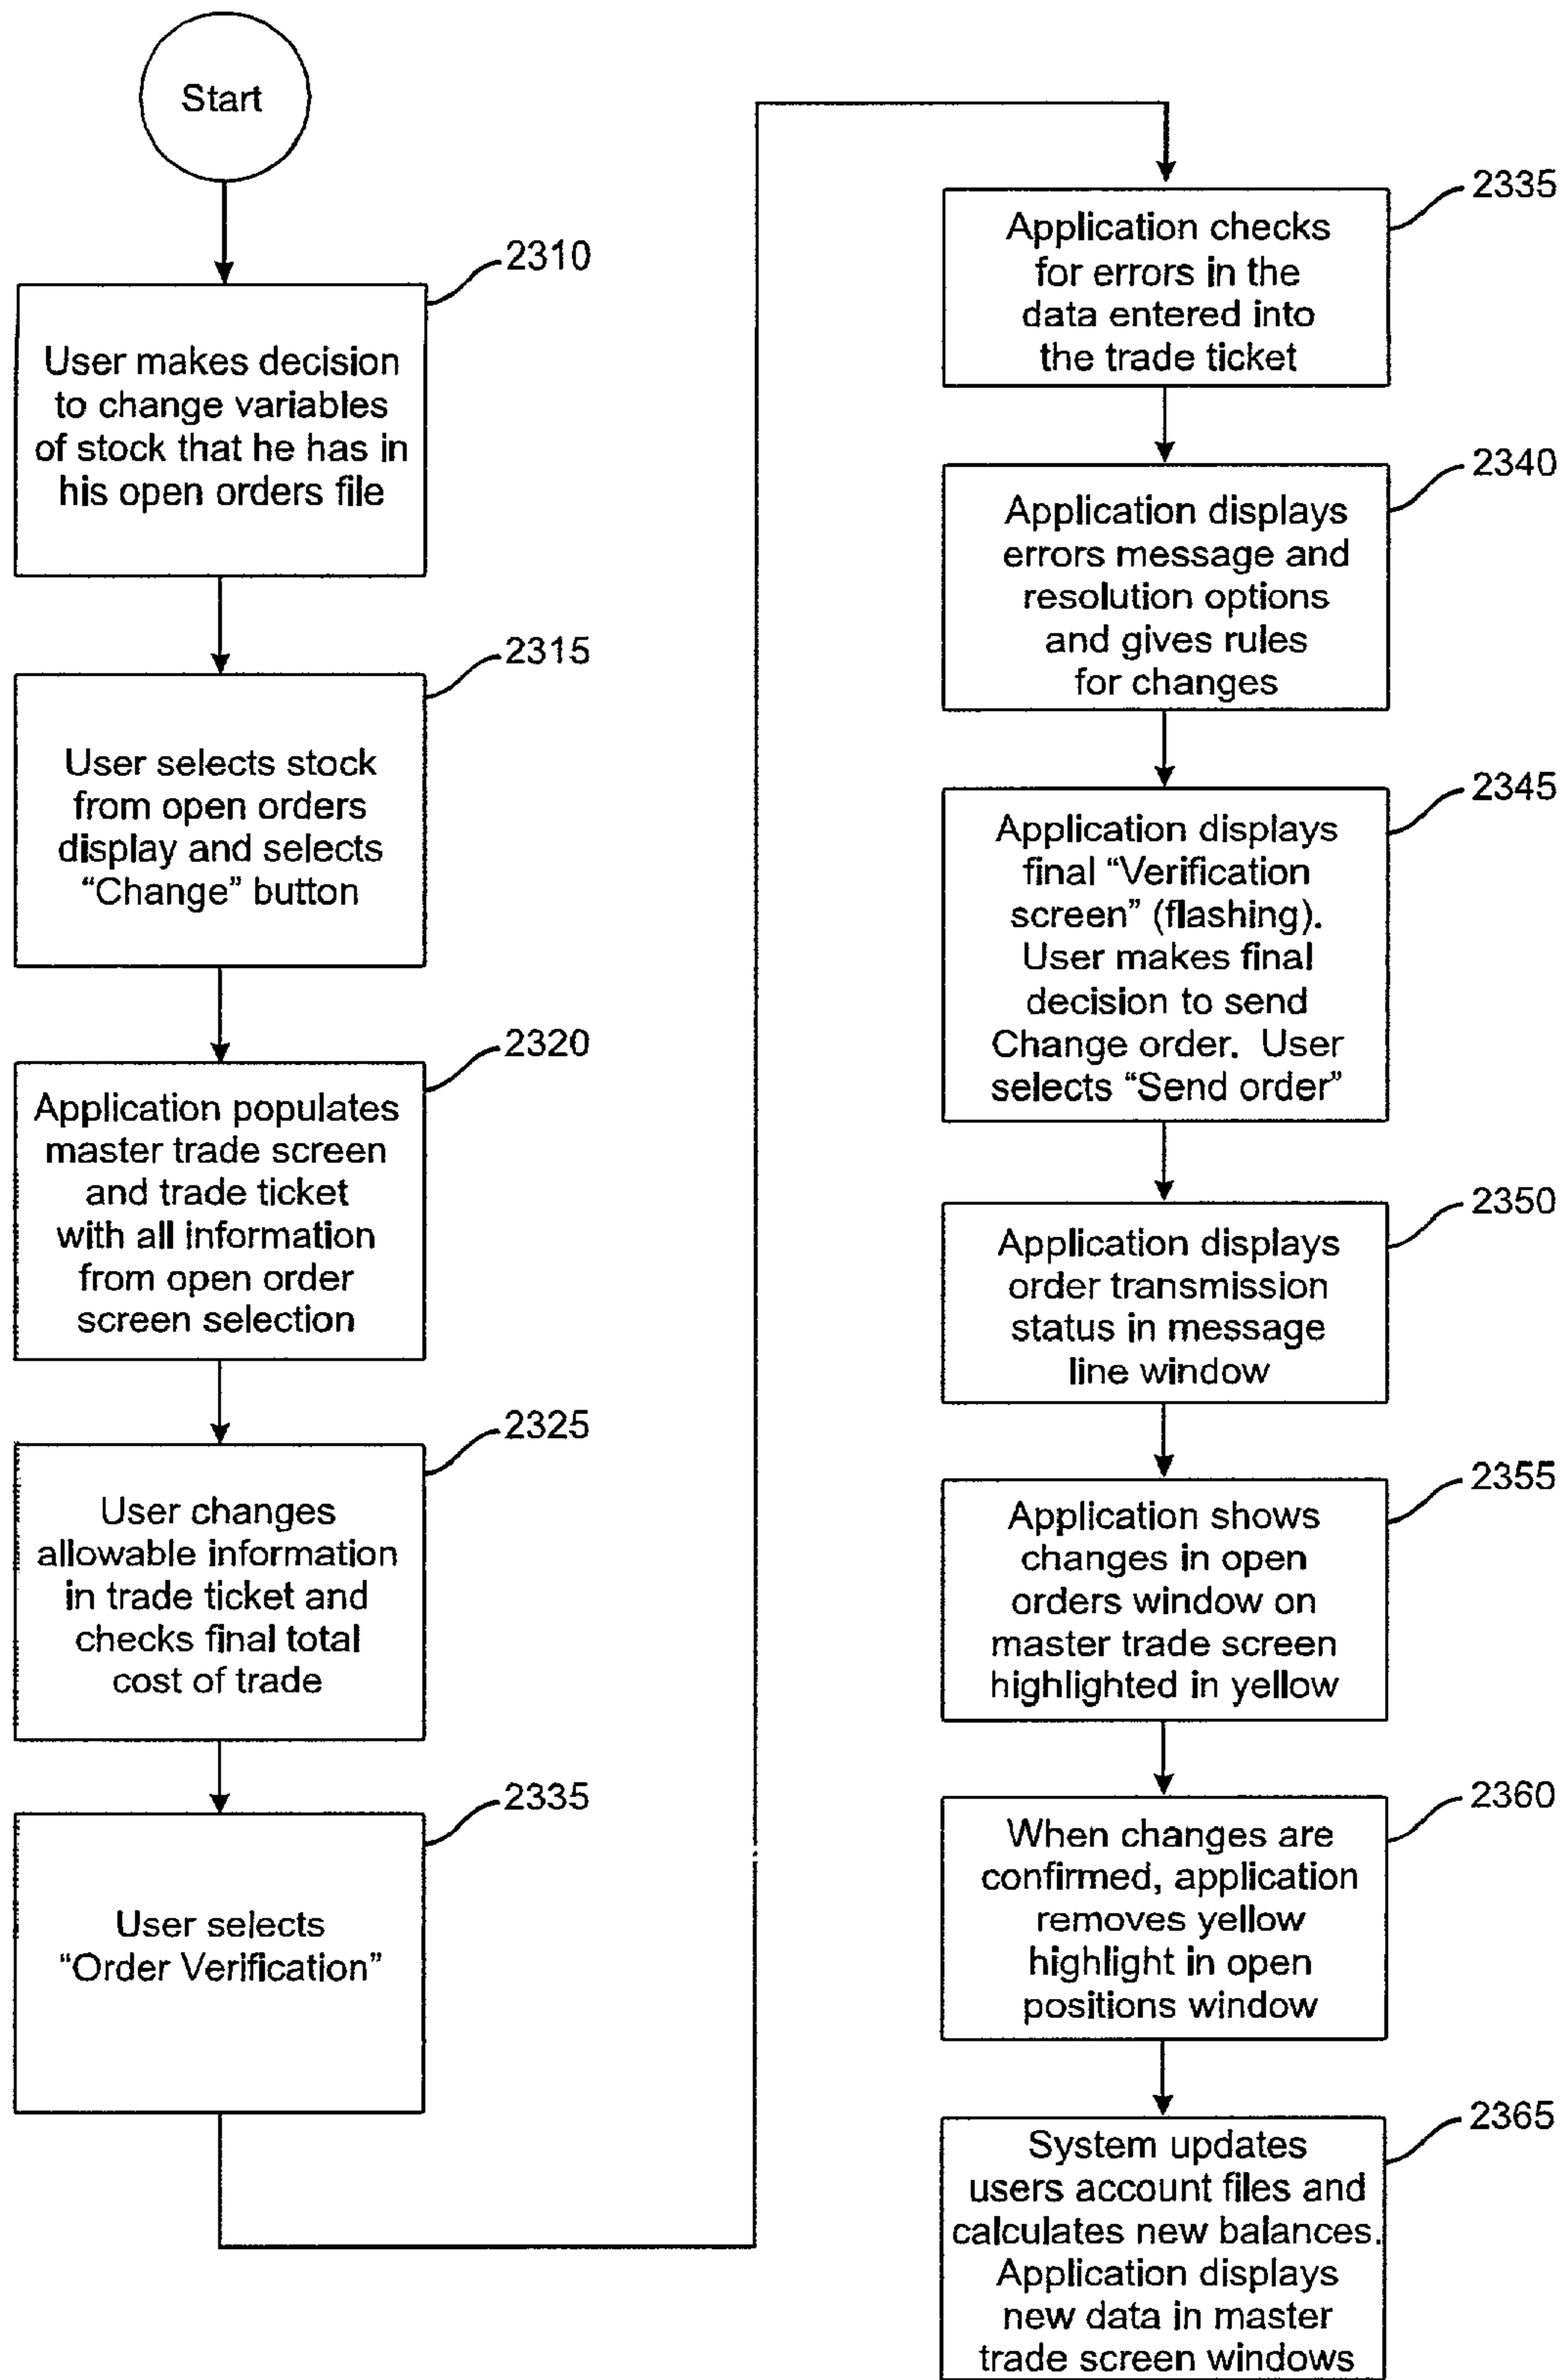 Start
2310
User makes decision
to change variables
of stock that he has in
his open orders file
2315
User selects stock
from open orders
display and selects
“Change” button
2320
Application populates
master trade screen
and trade ticket
with all information
from open order
screen selection
2325
User changes
allowable information
in trade ticket and
checks final total
cost of trade
2335
User selects
“Order Verification”
2335
Application checks
for errors in the
data entered into
the trade ticket
2340
Application displays
errors message and
resolution options
and gives rules
for changes
2345
Application displays
final “Verification
screen” (flashing).
User makes final
decision to send
Change order. User
selects “Send order”
2350
Application displays
order transmission
status in message
line window
2355
Application shows
changes in open
orders window on
master trade screen
highlighted in yellow
2360
When changes are
confirmed, application
removes yellow
highlight in open
positions window
2365
System updates
users account files and
calculates new balances.
Application displays
new data in master
trade screen windows